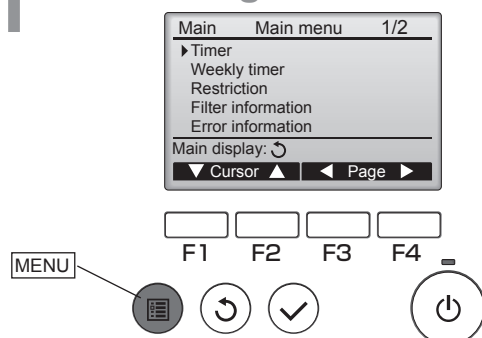 Main Main menu 1/2
Timer
Weekly timer
Restriction
Filter information
Error information
Main display:
Cursor Page
F1 F2 F3 F4
MENU